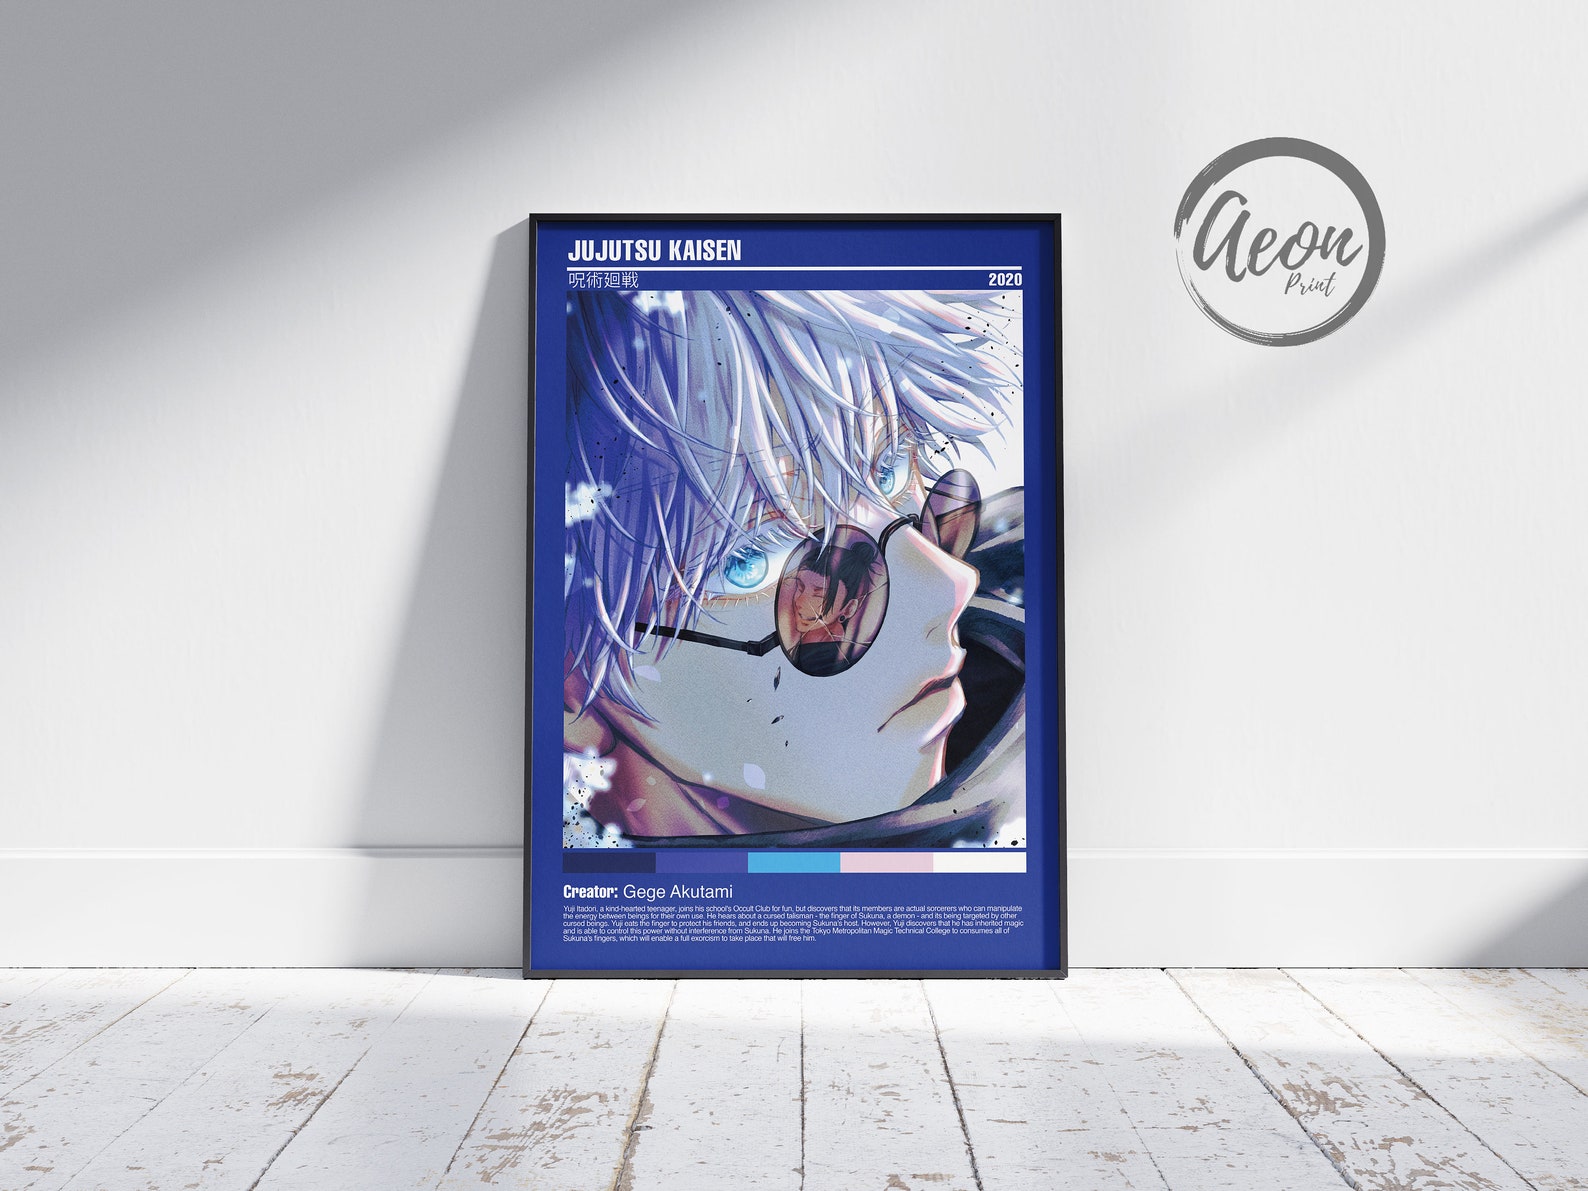 JUJUTSU KAISEN
呪術廻戦
2020
Aeon
Print
Creator: Gege Akutami
Yuji Itadori, a kind-hearted teenager, joins his school's Occult Club for fun, but discovers that its members are actual sorcerers who can manipulate
the energy between beings for their own use. He hears about a cursed talisman - the finger of Sukuna, a demon - and its being targeted by other
cursed beings. Yuji eats the finger to protect his friends, and ends up becoming Sukuna's host. However, Yuji discovers that he has inherited magic
and is able to control this power without interference from Sukuna. He joins the Tokyo Metropolitan Magic Technical College to consumes all of
Sukuna's fingers, which will enable a full exorcism to take place that will free him.